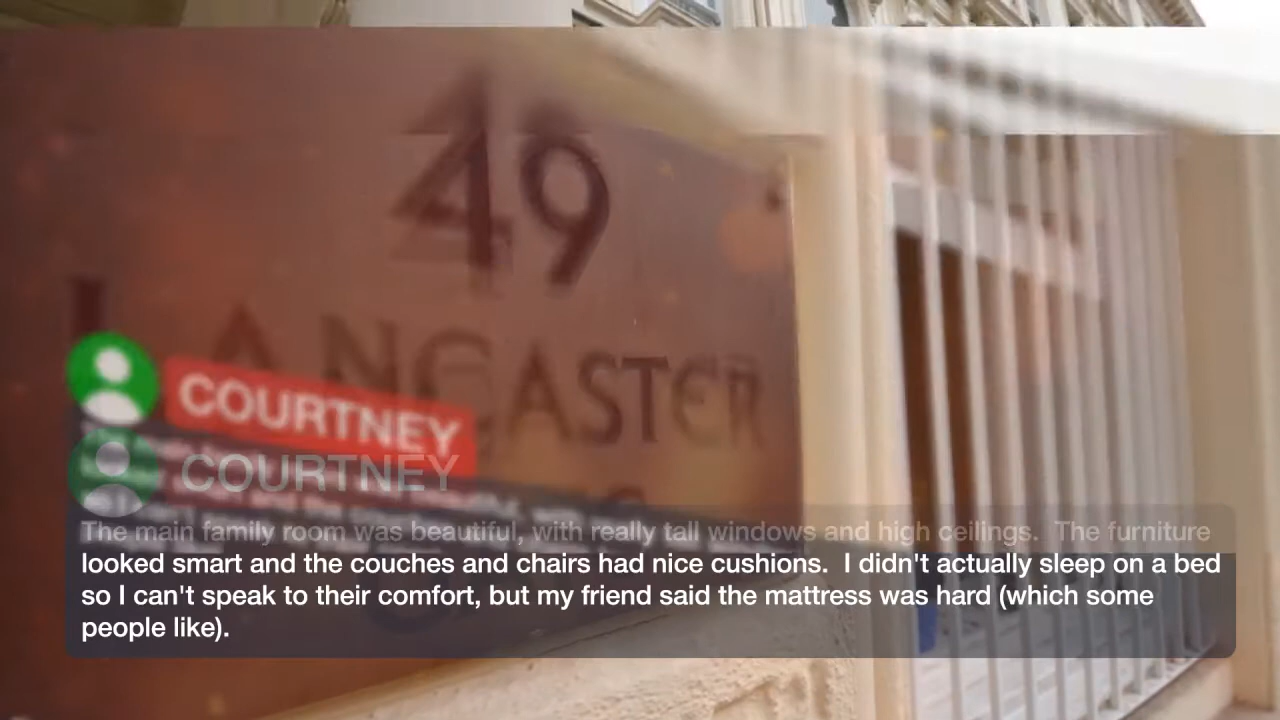 49
LANCASTER
COURTNEY
COURTNEY
The main family room was beautiful, with really tall windows and high ceilings. The furniture
looked smart and the couches and chairs had nice cushions. I didn't actually sleep on a bed
so I can't speak to their comfort, but my friend said the mattress was hard (which some
people like).